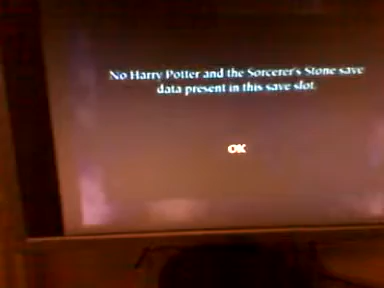 No Harry Potter and the Sorcerer's Stone save
data present in this save slot.
OK